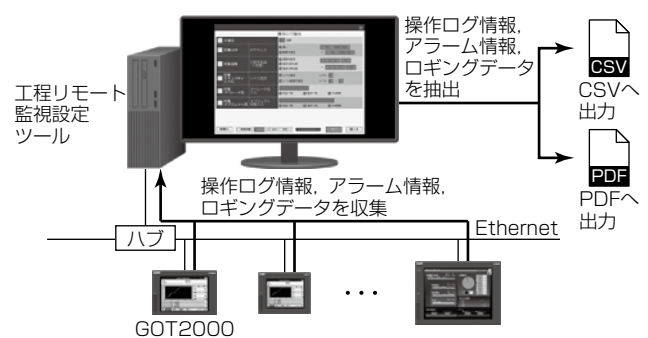 操作ログ情報,
アラーム情報,
ロギングデータ
を抽出
CSV
CSVへ
出力
工程リモート
監視設定
ツール
PDF
PDFへ
出力
操作ログ情報, アラーム情報,
ロギングデータを収集
Ethernet
ハブ
・・・
GOT2000